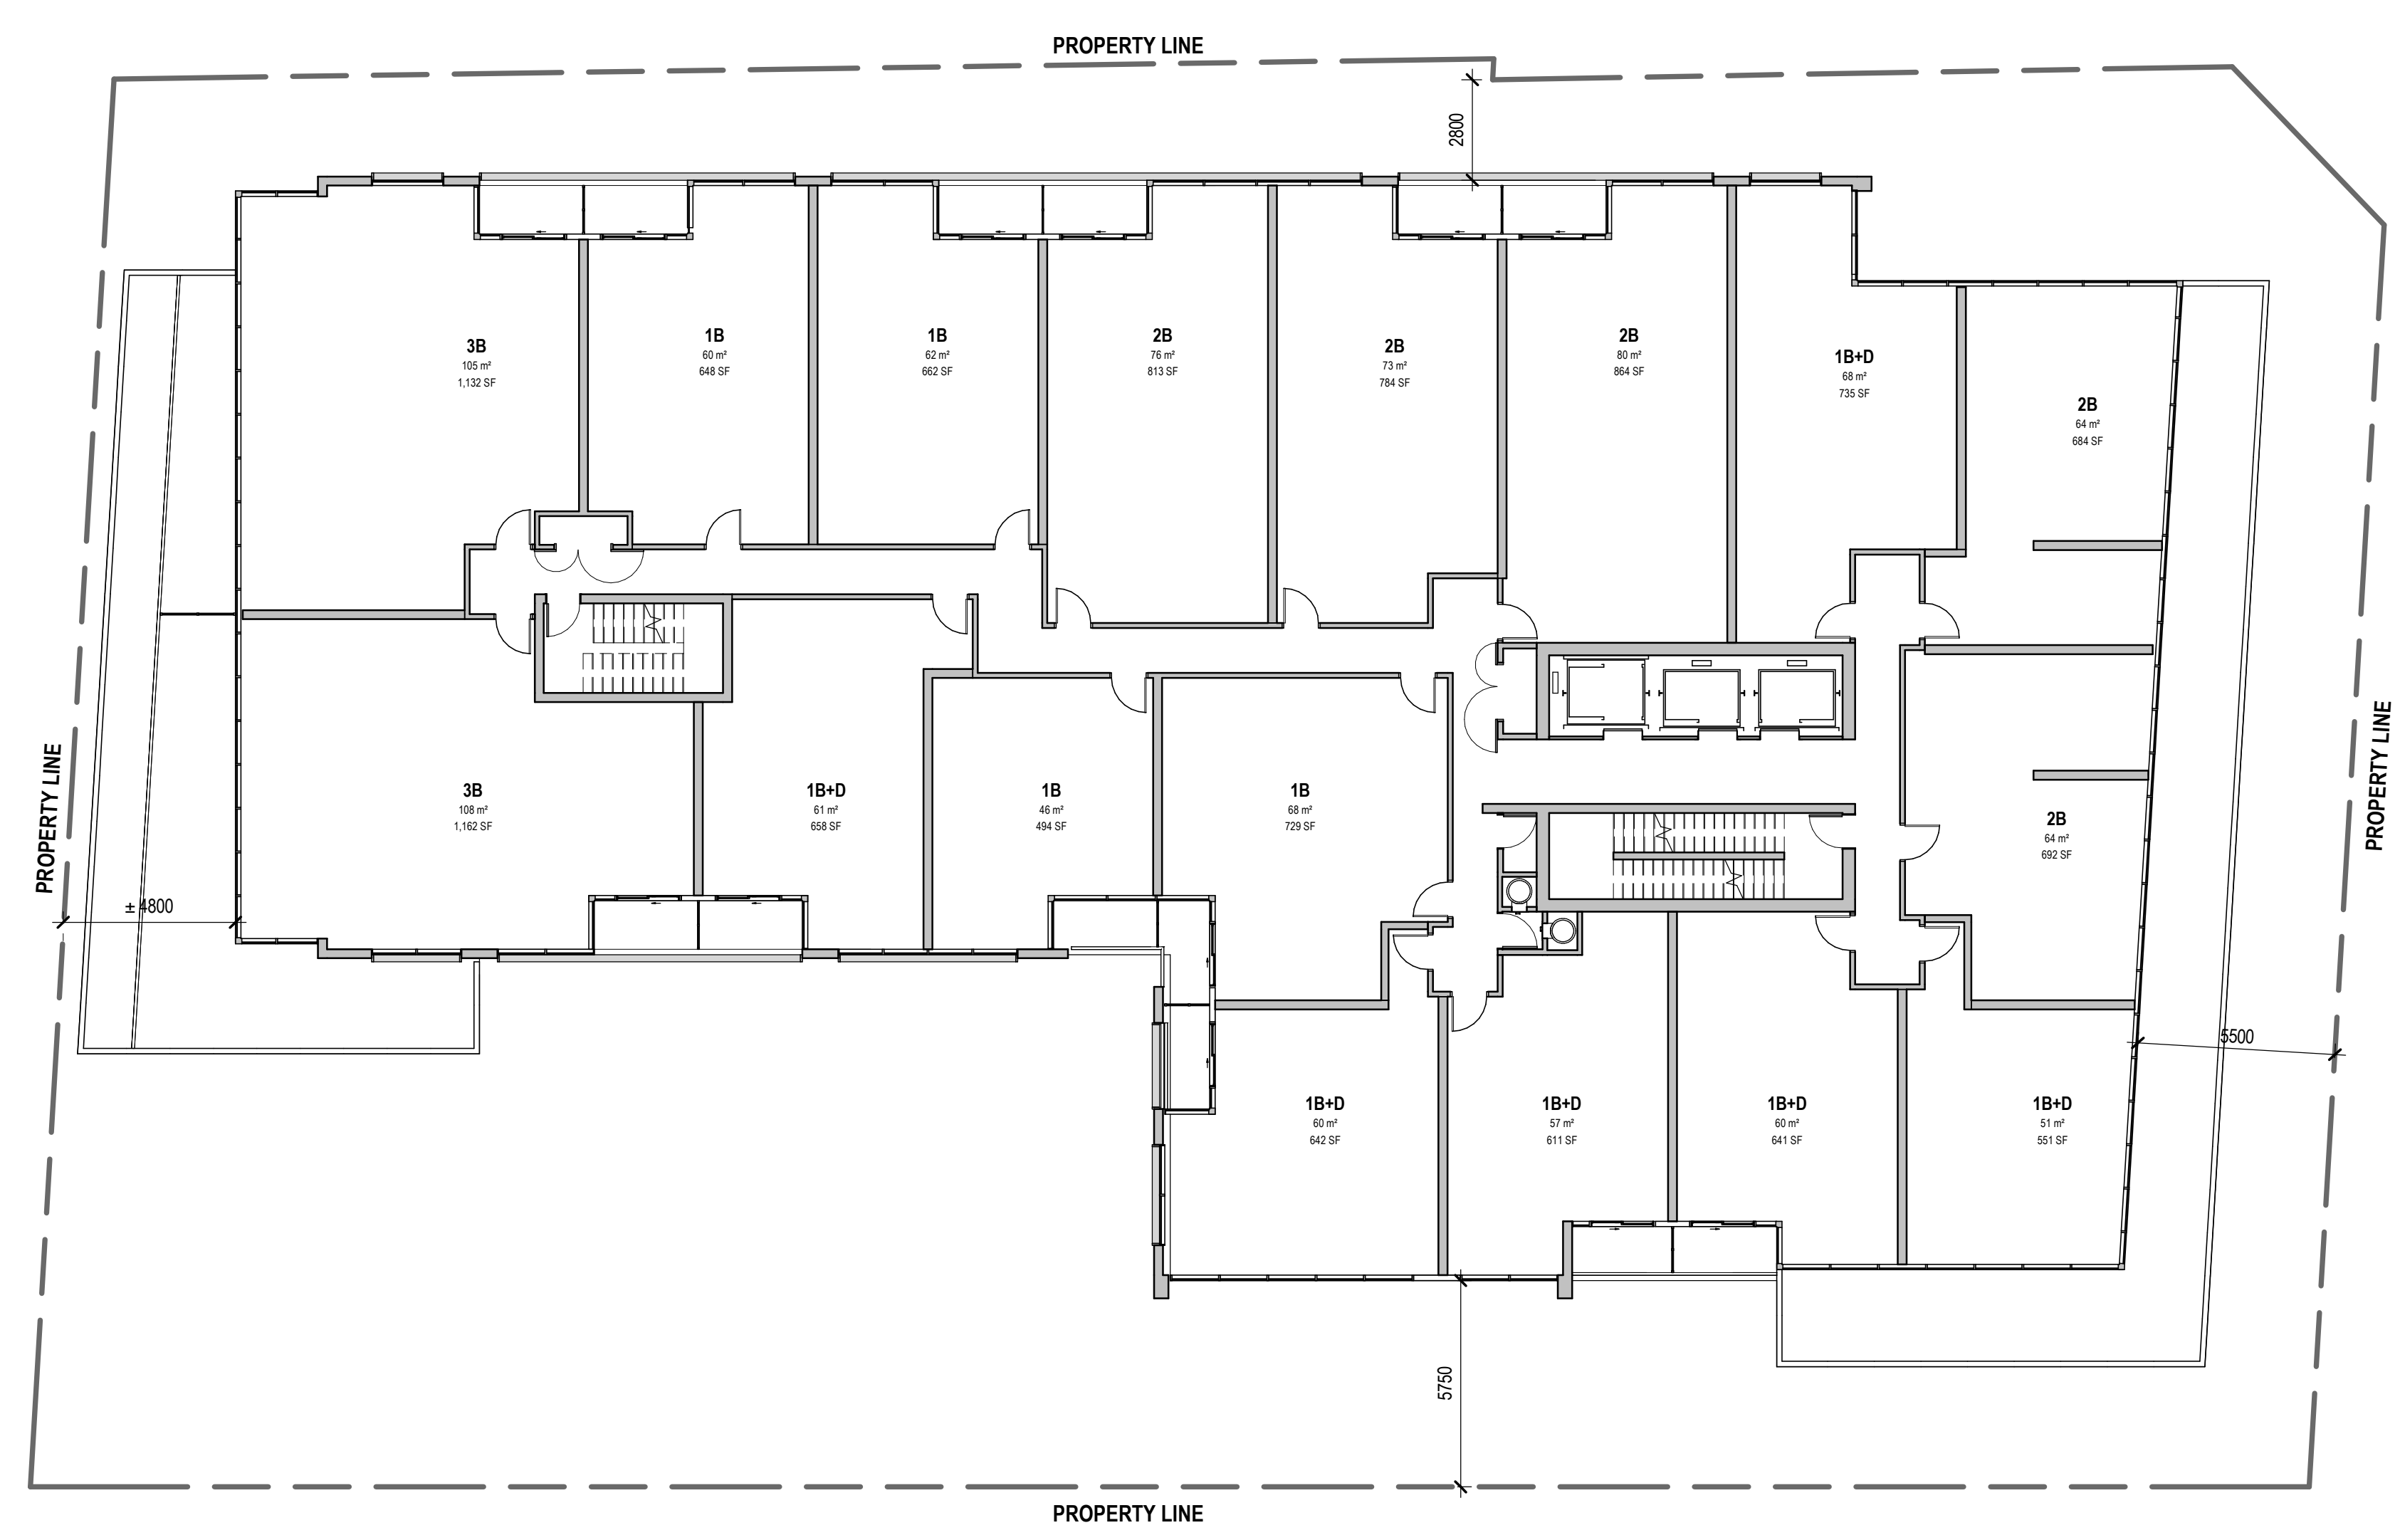 PROPERTY LINE
2800
3B
105 m²
1,132 SF
1B
60 m²
648 SF
1B
62 m²
662 SF
2B
76 m²
813 SF
2B
73 m²
784 SF
2B
80 m²
864 SF
1B+D
68 m²
735 SF
2B
64 m²
684 SF
PROPERTY LINE
PROPERTY LINE
3B
108 m²
1,162 SF
1B+D
61 m²
658 SF
1B
46 m²
494 SF
1B
68 m²
729 SF
2B
64 m²
692 SF
± 4800
5500
1B+D
60 m²
642 SF
1B+D
57 m²
611 SF
1B+D
60 m²
641 SF
1B+D
51 m²
551 SF
5750
PROPERTY LINE